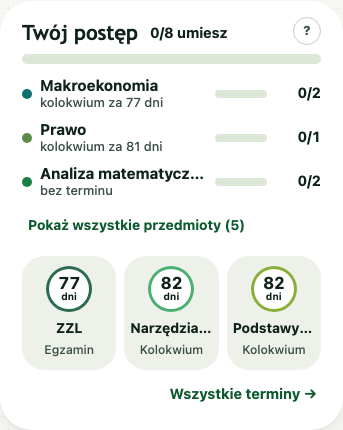 Twój postęp 0/8 umiesz ?
Makroekonomia
kolokwium za 77 dni 0/2
Prawo
kolokwium za 81 dni 0/1
Analiza matematycz...
bez terminu 0/2
Pokaż wszystkie przedmioty (5)
77 82 82
dni dni dni
ZZL Narzędzia... Podstawy...
Egzamin Kolokwium Kolokwium
Wszystkie terminy →